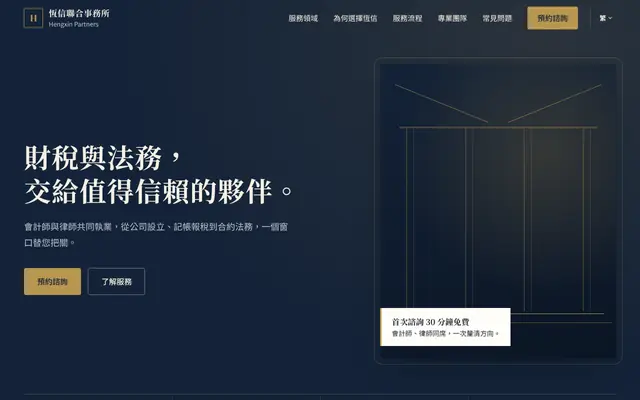 H
恆信聯合事務所
Hengxin Partners
服務領域
為何選擇恆信
服務流程
專業團隊
常見問題
預約諮詢
繁
財稅與法務，
交給值得信賴的夥伴。
會計師與律師共同執業，從公司設立、記帳報稅到合約法務，一個窗
口替您把關。
預約諮詢
了解服務
首次諮詢 30 分鐘免費
會計師、律師同席，一次釐清方向。